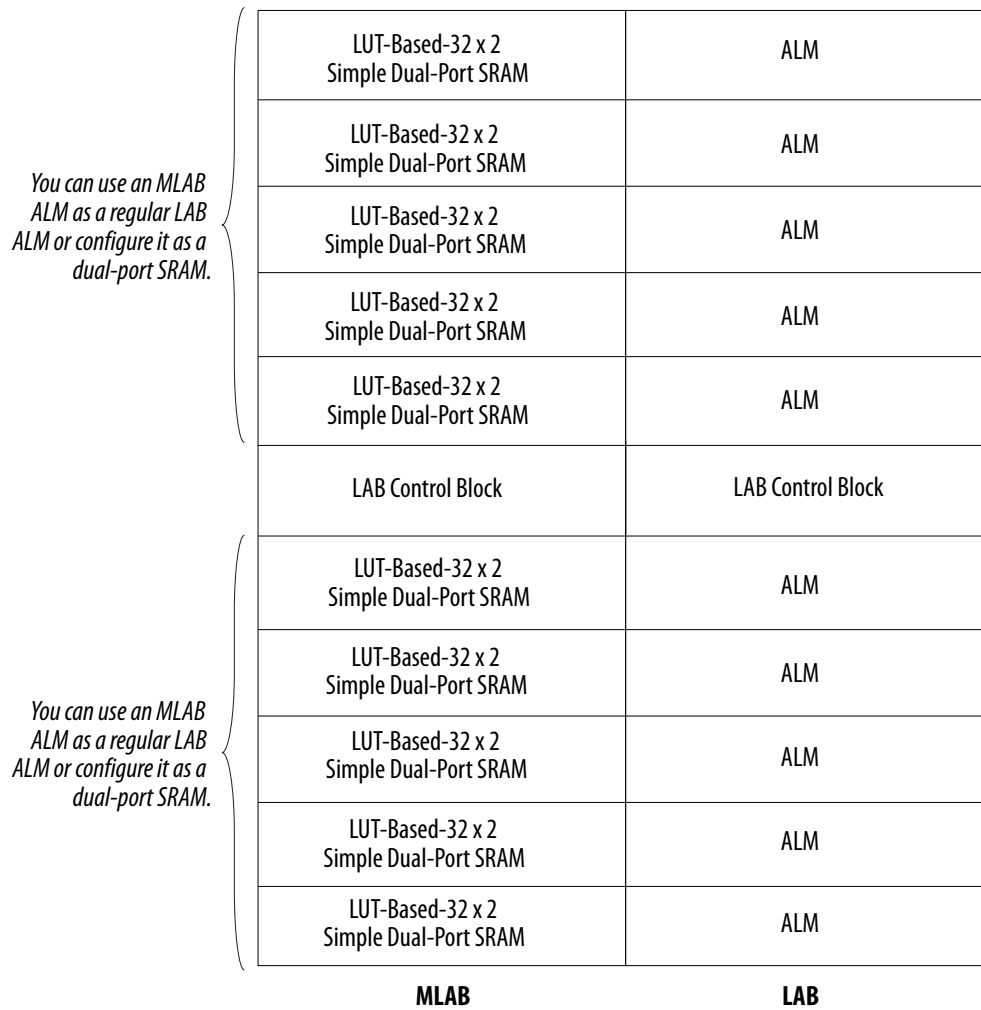 LUT-Based-32 x 2
Simple Dual-Port SRAM
ALM
LUT-Based-32 x 2
Simple Dual-Port SRAM
ALM
You can use an MLAB
ALM as a regular LAB
ALM or configure it as a
dual-port SRAM.
LUT-Based-32 x 2
Simple Dual-Port SRAM
ALM
LUT-Based-32 x 2
Simple Dual-Port SRAM
ALM
LUT-Based-32 x 2
Simple Dual-Port SRAM
ALM
LAB Control Block
LAB Control Block
LUT-Based-32 x 2
Simple Dual-Port SRAM
ALM
LUT-Based-32 x 2
Simple Dual-Port SRAM
ALM
You can use an MLAB
ALM as a regular LAB
ALM or configure it as a
dual-port SRAM.
LUT-Based-32 x 2
Simple Dual-Port SRAM
ALM
LUT-Based-32 x 2
Simple Dual-Port SRAM
ALM
LUT-Based-32 x 2
Simple Dual-Port SRAM
ALM
MLAB
LAB